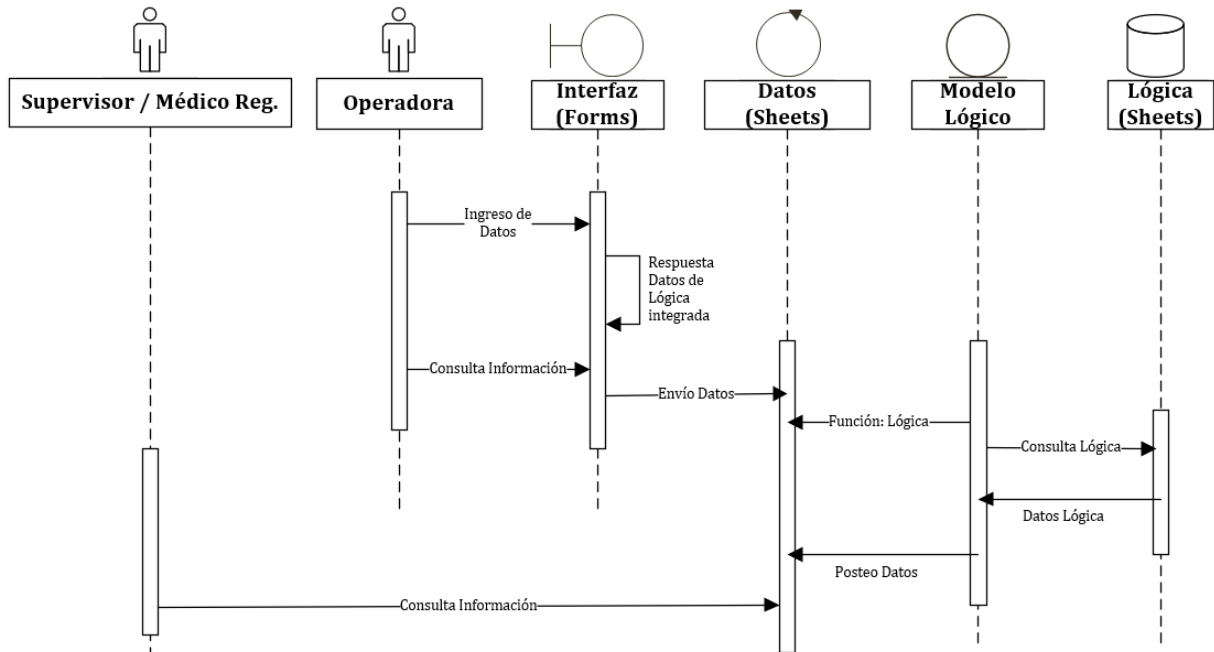 Supervisor / Médico Reg.
Operadora
Interfaz
(Forms)
Datos
(Sheets)
Modelo
Lógico
Lógica
(Sheets)
Ingreso de
Datos
Respuesta
Datos de
Lógica
integrada
Consulta Información
Envío Datos
Función: Lógica
Consulta Lógica
Datos Lógica
Posteo Datos
Consulta Información